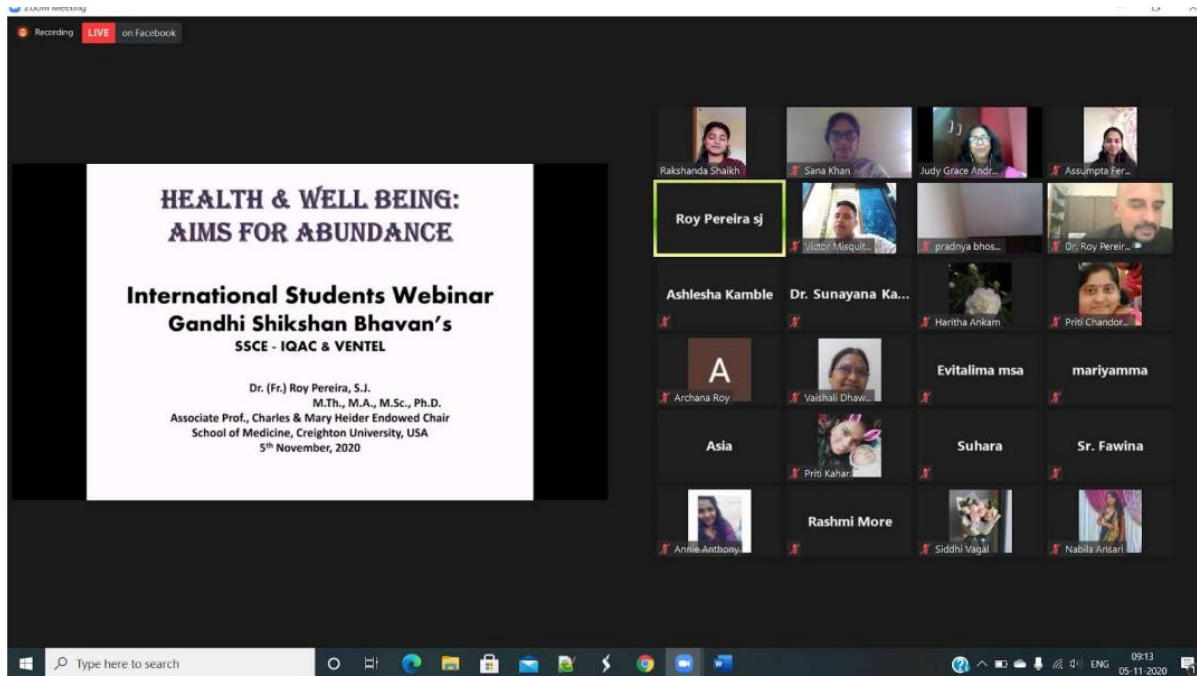 Zoom Meeting
Recording LIVE on Facebook
HEALTH & WELL BEING:
AIMS FOR ABUNDANCE
International Students Webinar
Gandhi Shikshan Bhavan's
SSCE - IQAC & VENTEL
Dr. (Fr.) Roy Pereira, S.J.
M.Th., M.A., M.Sc., Ph.D.
Associate Prof., Charles & Mary Heider Endowed Chair
School of Medicine, Creighton University, USA
5th November, 2020
Rakshanda Shaikh
Sana Khan
Judy Grace Andr...
Assumpta Fer...
Roy Pereira sj
Victor Misquit...
pradnya bhos...
Dr. Roy Pereir...
Ashlesha Kamble
Dr. Sunayana Ka...
Haritha Ankam
Priti Chandor...
A
Archana Roy
Vaishali Dhaw...
Evitalima msa
mariyamma
Asia
Priti Kahar
Suhara
Sr. Fawina
Annie Anthony
Rashmi More
Siddhi Vagal
Nabila Ansari
Type here to search
ENG
09:13
05-11-2020